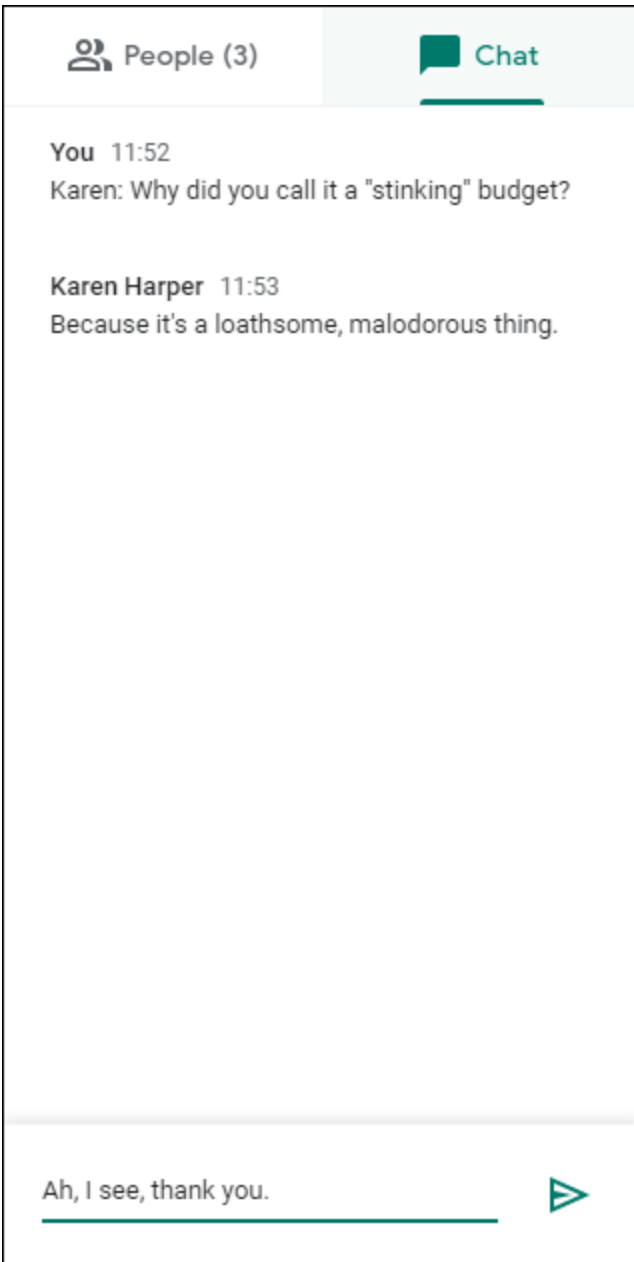 People (3)
Chat
You 11:52
Karen: Why did you call it a "stinking" budget?
Karen Harper 11:53
Because it's a loathsome, malodorous thing.
Ah, I see, thank you.